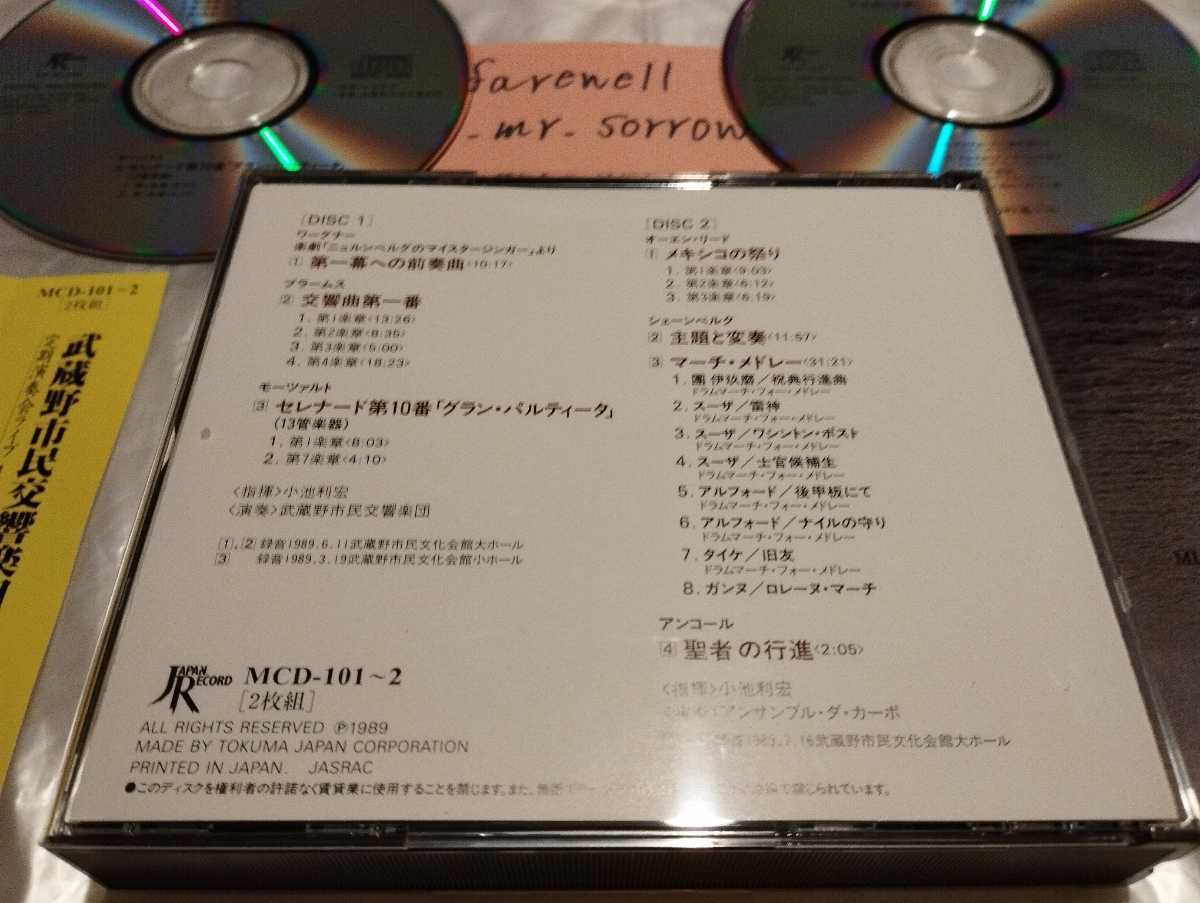 farewell
-mr-sorrow
MCD-101~2
[2枚組]
武蔵野市民交響楽団
定期演奏会ライブ
[DISC 1]
ワーグナー
楽劇「ニュルンベルグのマイスタージンガー」より
1 第一幕への前奏曲〈10:17〉
ブラームス
2 交響曲第一番
1. 第1楽章〈13:26〉
2. 第2楽章〈8:35〉
3. 第3楽章〈5:00〉
4. 第4楽章〈18:23〉
モーツァルト
3 セレナード第10番「グラン・パルティータ」
(13管楽器)
1. 第1楽章〈8:03〉
2. 第7楽章〈4:10〉
〈指揮〉小池利宏
〈演奏〉武蔵野市民交響楽団
1,2 録音1989.6.11武蔵野市民文化会館大ホール
3 録音1989.3.19武蔵野市民文化会館小ホール
JAPAN RECORD MCD-101~2
[2枚組]
ALL RIGHTS RESERVED ℗1989
MADE BY TOKUMA JAPAN CORPORATION
PRINTED IN JAPAN. JASRAC
[DISC 2]
オーエン・リード
1 メキシコの祭り
1. 第1楽章〈9:03〉
2. 第2楽章〈6:12〉
3. 第3楽章〈6:19〉
シェーンベルク
2 主題と変奏〈11:57〉
3 マーチ・メドレー〈31:21〉
1. 團 伊玖磨／祝典行進曲
ドラムマーチ・フォー・メドレー
2. スーザ／雷神
ドラムマーチ・フォー・メドレー
3. スーザ／ワシントン・ポスト
ドラムマーチ・フォー・メドレー
4. スーザ／士官候補生
ドラムマーチ・フォー・メドレー
5. アルフォード／後甲板にて
ドラムマーチ・フォー・メドレー
6. アルフォード／ナイルの守り
ドラムマーチ・フォー・メドレー
7. タイケ／旧友
ドラムマーチ・フォー・メドレー
8. ガンヌ／ロレーヌ・マーチ
アンコール
4 聖者の行進〈2:05〉
〈指揮〉小池利宏
アンサンブル・ダ・カーポ
武蔵野市民文化会館大ホール
●このディスクを権利者の許諾なく賃貸業に使用することを禁じます。また、無断 で禁じられています。